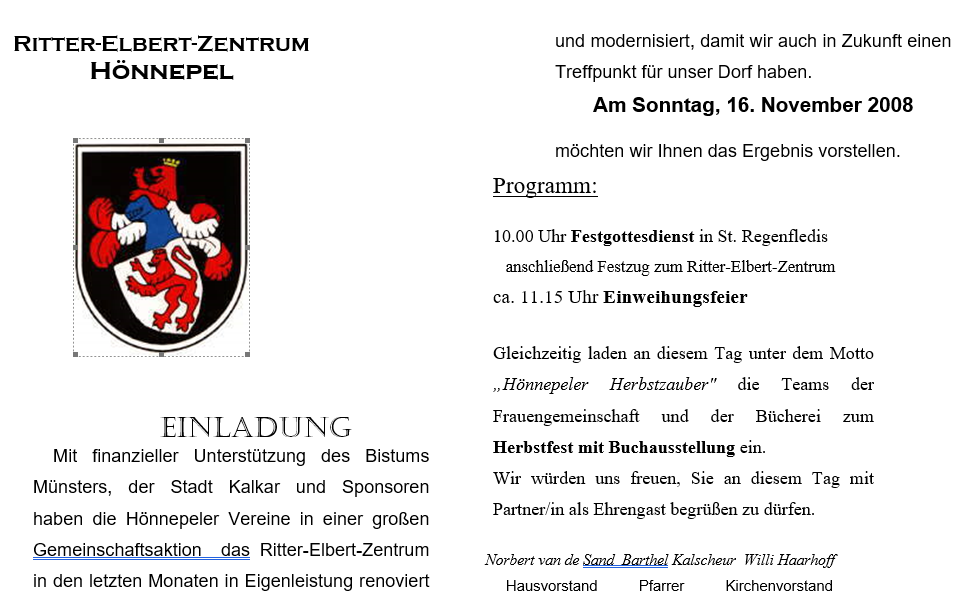 RITTER-ELBERT-ZENTRUM
HÖNNEPEL
EINLADUNG
Mit finanzieller Unterstützung des Bistums
Münsters, der Stadt Kalkar und Sponsoren
haben die Hönnepeler Vereine in einer großen
Gemeinschaftsaktion das Ritter-Elbert-Zentrum
in den letzten Monaten in Eigenleistung renoviert
und modernisiert, damit wir auch in Zukunft einen
Treffpunkt für unser Dorf haben.
Am Sonntag, 16. November 2008
möchten wir Ihnen das Ergebnis vorstellen.
Programm:
10.00 Uhr Festgottesdienst in St. Regenfledis
anschließend Festzug zum Ritter-Elbert-Zentrum
ca. 11.15 Uhr Einweihungsfeier
Gleichzeitig laden an diesem Tag unter dem Motto
„Hönnepeler Herbstzauber" die Teams der
Frauengemeinschaft und der Bücherei zum
Herbstfest mit Buchausstellung ein.
Wir würden uns freuen, Sie an diesem Tag mit
Partner/in als Ehrengast begrüßen zu dürfen.
Norbert van de Sand Barthel Kalscheur Willi Haarhoff
Hausvorstand Pfarrer Kirchenvorstand